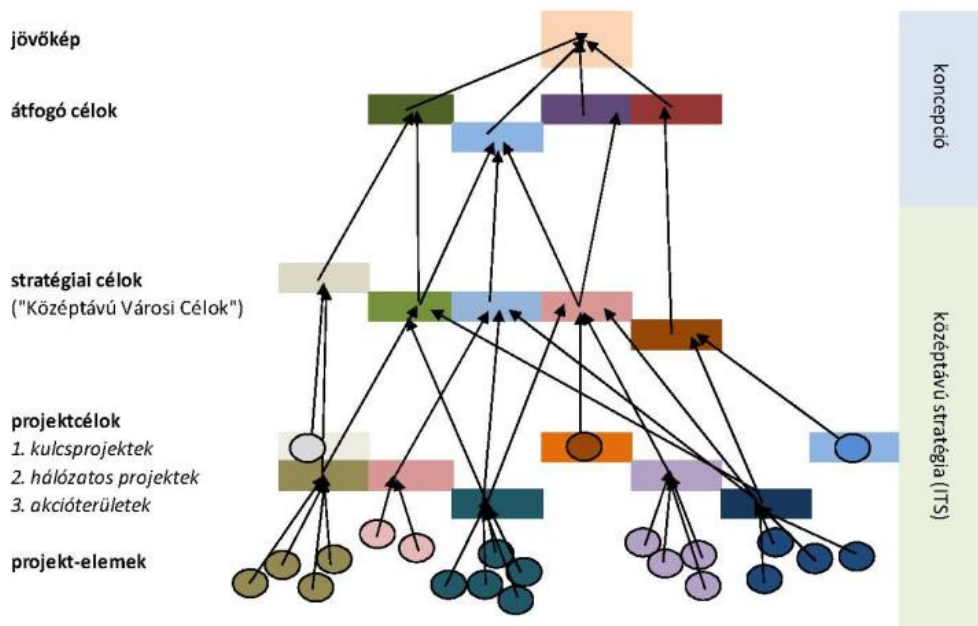 jövőkép
átfogó célok
stratégiai célok
("Középtávú Városi Célok")
projektcélok
1. kulcsprojektek
2. hálózatos projektek
3. akcióterületek
projekt-elemek
koncepció
középtávú stratégia (ITS)